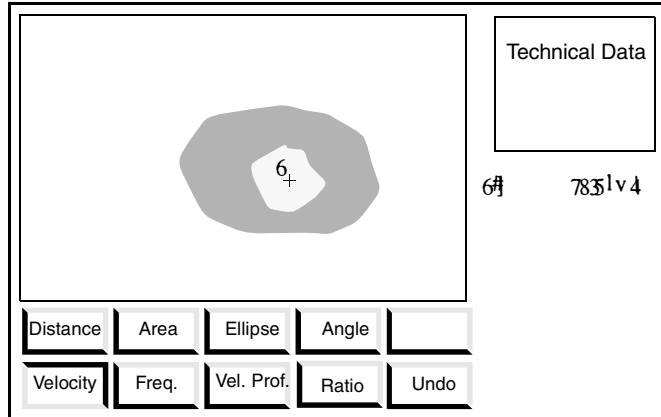 Technical Data
6
Distance Area Ellipse Angle
Velocity Freq. Vel. Prof. Ratio Undo